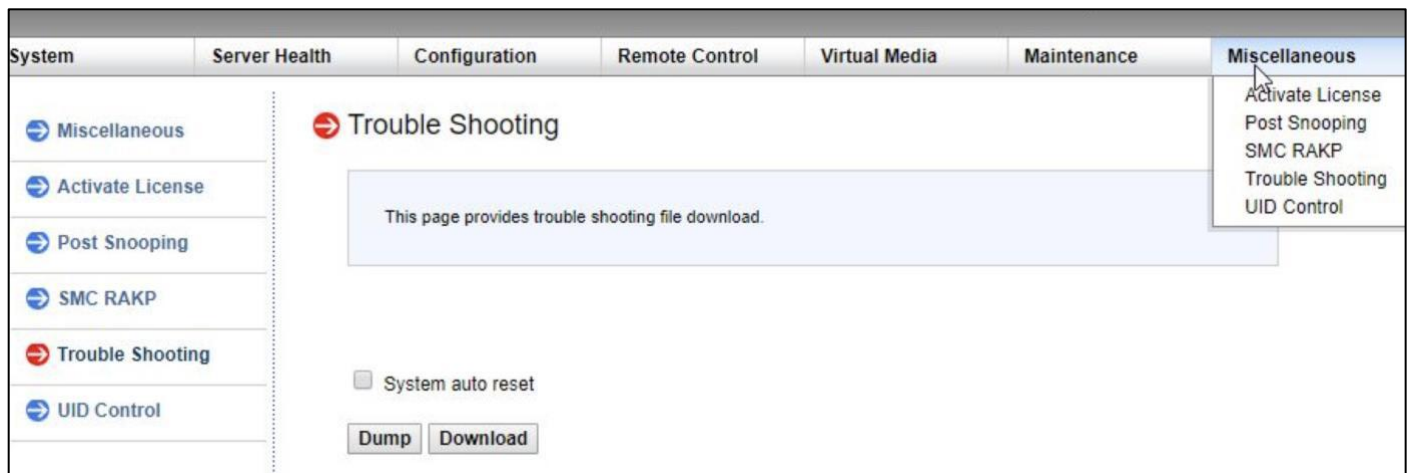 System Server Health Configuration Remote Control Virtual Media Maintenance Miscellaneous
Activate License
Post Snooping
SMC RAKP
Trouble Shooting
UID Control
Miscellaneous
Activate License
Post Snooping
SMC RAKP
Trouble Shooting
UID Control
Trouble Shooting
This page provides trouble shooting file download.
System auto reset
Dump Download